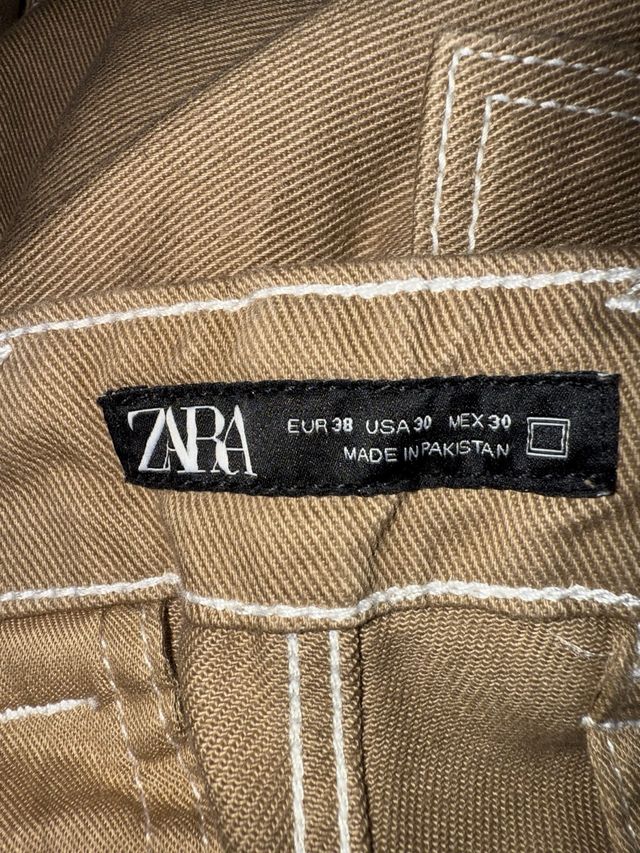 ZARA
EUR 38 USA 30 MEX 30
MADE IN PAKISTAN